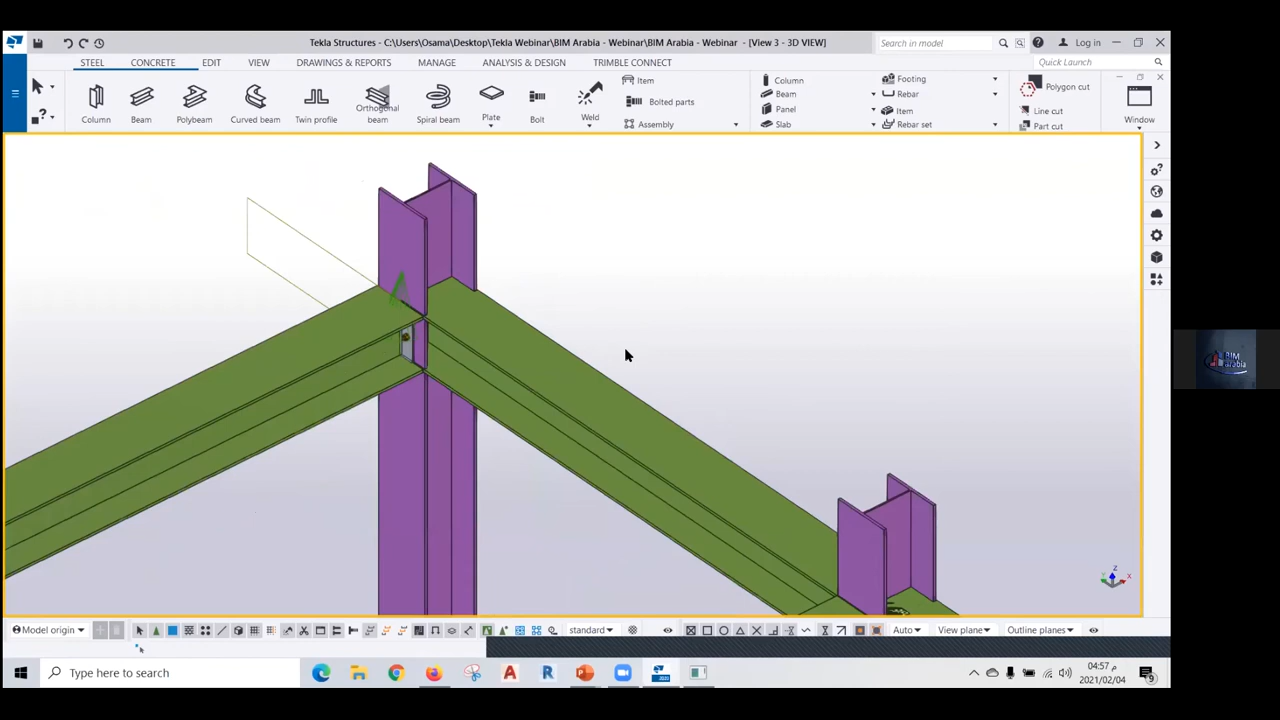 Tekla Structures - C:\Users\Osama\Desktop\Tekla Webinar\BIM Arabia - Webinar\BIM Arabia - Webinar - [View 3 - 3D VIEW]
Search in model
Log in
STEEL CONCRETE EDIT VIEW DRAWINGS & REPORTS MANAGE ANALYSIS & DESIGN TRIMBLE CONNECT
Quick Launch
Column
Beam
Polybeam
Curved beam
Twin profile
Orthogonal
beam
Spiral beam
Plate
Bolt
Weld
Item
Bolted parts
Assembly
Column
Beam
Panel
Slab
Footing
Rebar
Item
Rebar set
Polygon cut
Line cut
Part cut
Window
BIM
Arabia
Z
X
Y
Model origin
standard
Auto
View plane
Outline planes
Type here to search
A
R
2021
04:57 م
2021/02/04
9